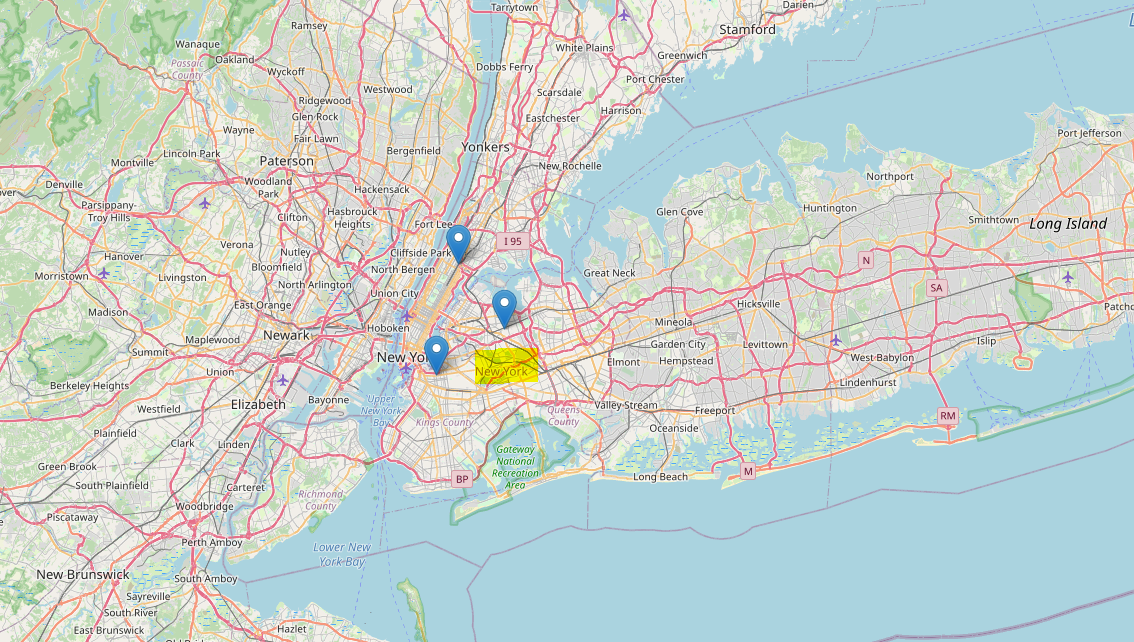 Tarrytown
Darien
Ramsey
Stamford
Wanaque
White Plains
Oakland
Greenwich
Passaic
County
Wyckoff
Dobbs Ferry
Port Chester
Westwood
Scarsdale
Ridgewood
Harrison
Glen Rock
Eastchester
Wayne
Fair Lawn
Port Jefferson
Yonkers
Bergenfield
Lincoln Park
Montville
Paterson
New Rochelle
Northport
Denville
Woodland
Park
Hackensack
Parsippany-
Troy Hills
Clifton
Hasbrouck
Heights
Glen Cove
Huntington
Smithtown
Fort Lee
Long Island
Verona
I 95
Hanover
Nutley
Cliffside Park
N
Bloomfield
North Bergen
Great Neck
Morristown
Livingston
North Arlington
SA
Union City
Madison
East Orange
Hicksville
Mineola
Hoboken
Newark
Maplewood
Garden City
Levittown
Islip
Summit
New York
Elmont
Hempstead
West Babylon
Union
New York
Berkeley Heights
Lindenhurst
Bayonne
Upper
New York
Bay
Elizabeth
Valley Stream
Freeport
Westfield
Queens
County
RM
Kings County
Oceanside
Plainfield
Clark
Linden
Gateway
National
Recreation
Area
Green Brook
M
BP
Long Beach
South Plainfield
Carteret
Richmond
County
Woodbridge
Piscataway
Perth Amboy
Lower New
York Bay
New Brunswick
South Amboy
Sayreville
South River
East Brunswick
Hazlet